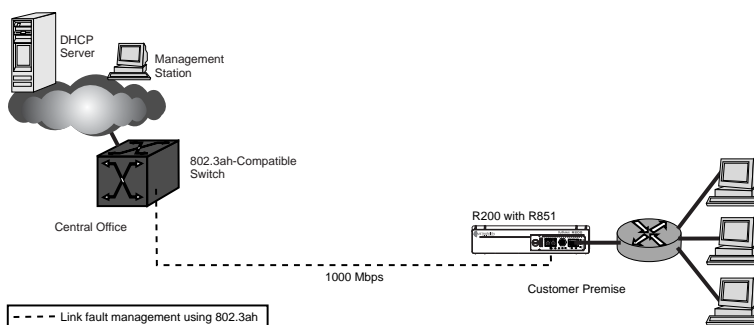 DHCP
Server
Management
Station
802.3ah-Compatible
Switch
Central Office
R200 with R851
1000 Mbps
Customer Premise
Link fault management using 802.3ah